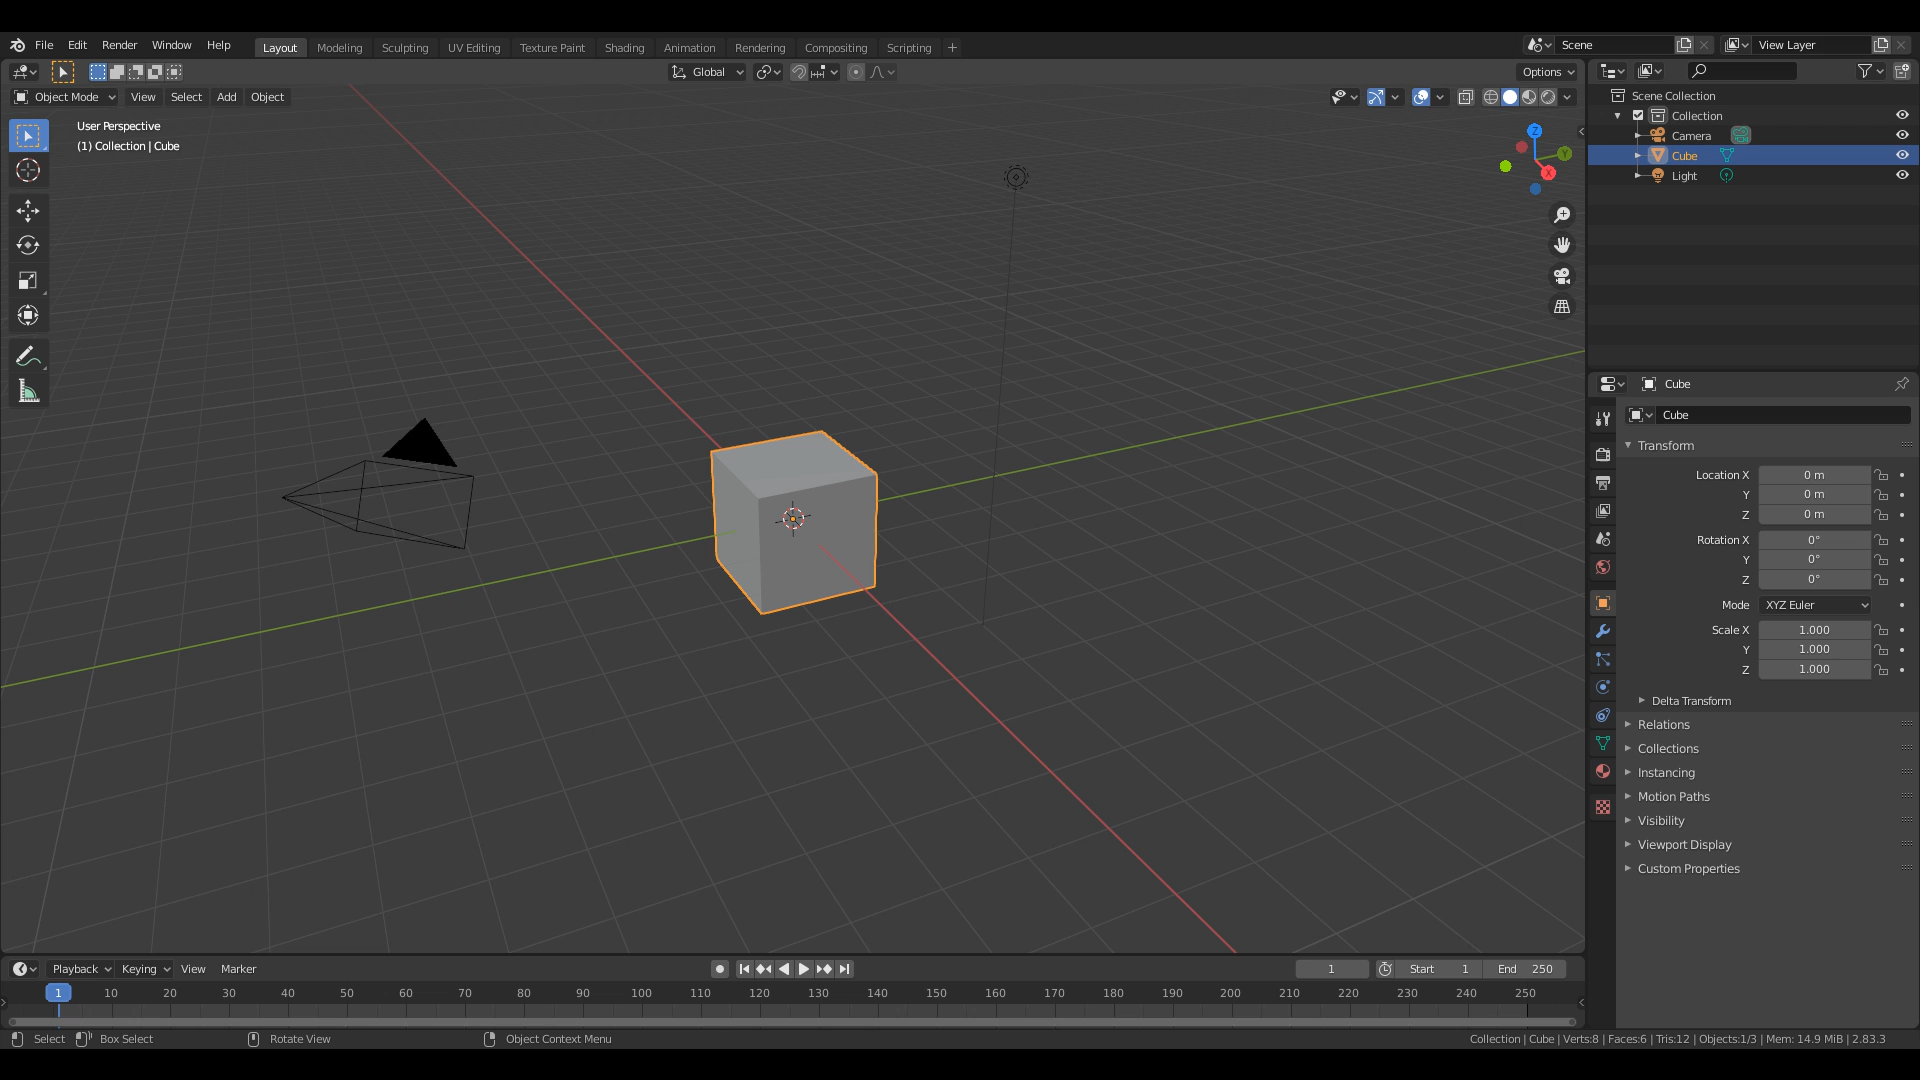 File Edit Render Window Help Layout Modeling Sculpting UV Editing Texture Paint Shading Animation Rendering Compositing Scripting + Scene View Layer
Global Options
Object Mode View Select Add Object
User Perspective
(1) Collection | Cube
Z
Y
X
Scene Collection
Collection
Camera
Cube
Light
Cube
Cube
Transform
Location X 0 m
Y 0 m
Z 0 m
Rotation X 0°
Y 0°
Z 0°
Mode XYZ Euler
Scale X 1.000
Y 1.000
Z 1.000
Delta Transform
Relations
Collections
Instancing
Motion Paths
Visibility
Viewport Display
Custom Properties
Playback Keying View Marker 1 Start 1 End 250
1 10 20 30 40 50 60 70 80 90 100 110 120 130 140 150 160 170 180 190 200 210 220 230 240 250
Select Box Select Rotate View Object Context Menu Collection | Cube | Verts:8 | Faces:6 | Tris:12 | Objects:1/3 | Mem: 14.9 MiB | 2.83.3